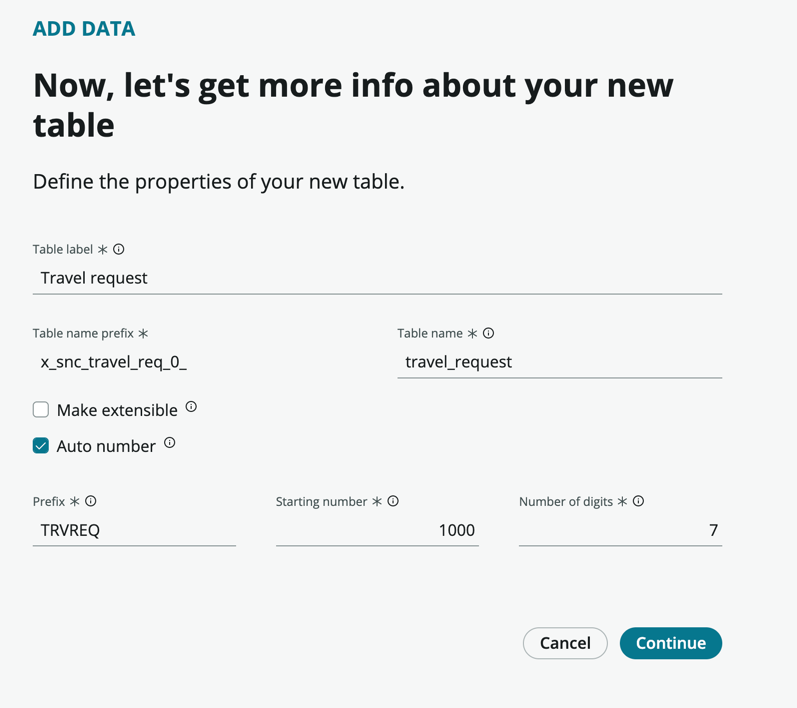 ADD DATA
Now, let's get more info about your new
table
Define the properties of your new table.
Table label *
Travel request
Table name prefix * Table name *
x_snc_travel_req_0_ travel_request
Make extensible
Auto number
Prefix * Starting number * Number of digits *
TRVREQ 1000 7
Cancel Continue